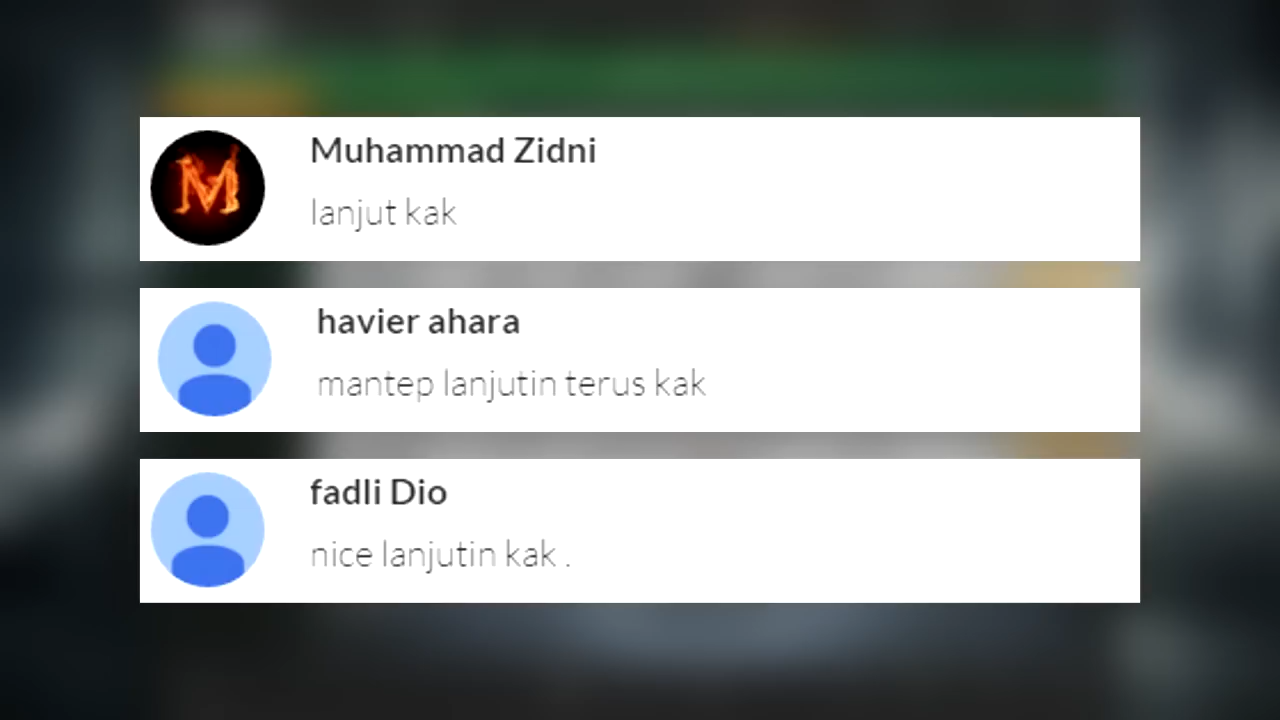 M
Muhammad Zidni
lanjut kak
havier ahara
mantep lanjutin terus kak
fadli Dio
nice lanjutin kak .